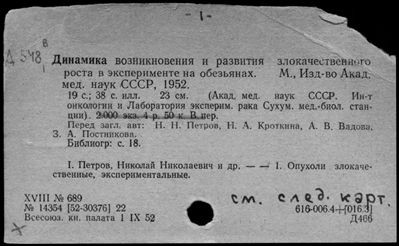 - 1 -
Д 548 в
Динамика возникновения и развития злокачественного
роста в эксперименте на обезьянах. М., Изд-во Акад.
мед. наук СССР, 1952.
19 с.; 38 с. илл. 23 см. (Акад. мед. наук СССР. Ин-т
онкологии и Лаборатория эксперим. рака Сухум. мед.-биол. стан-
ции). 2.000 экз. 4 р. 50 к. В пер.
Перед загл. авт: Н. Н. Петров, Н. А. Кроткина, А. В. Вадова,
З. А. Постникова.
Библиогр: с. 18.
I. Петров, Николай Николаевич и др. — — I. Опухоли злокаче-
ственные, экспериментальные.
см. след. карт.
XVIII № 689
№ 14354 [52-30376] 22 616-006.4+[016.3]
Всесоюз. кн. палата 1 IX 52 Д466